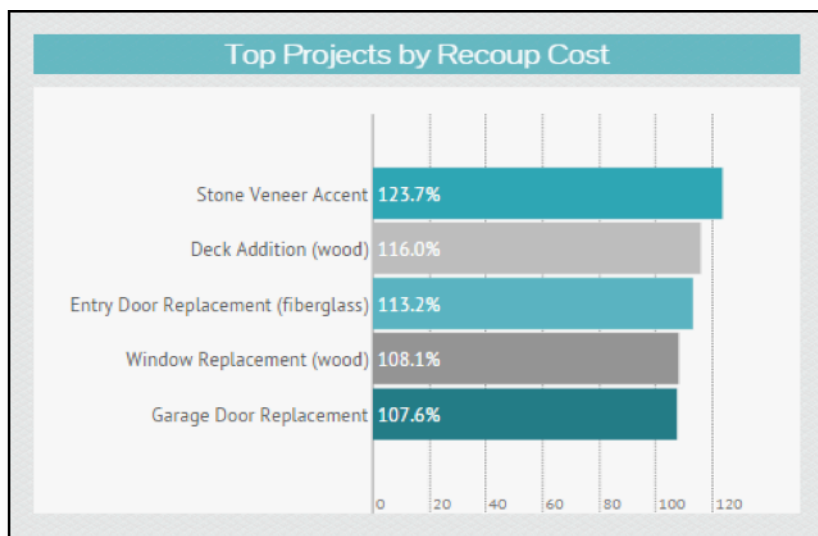 Top Projects by Recoup Cost
Stone Veneer Accent 123.7%
Deck Addition (wood) 116.0%
Entry Door Replacement (fiberglass) 113.2%
Window Replacement (wood) 108.1%
Garage Door Replacement 107.6%
0 20 40 60 80 100 120